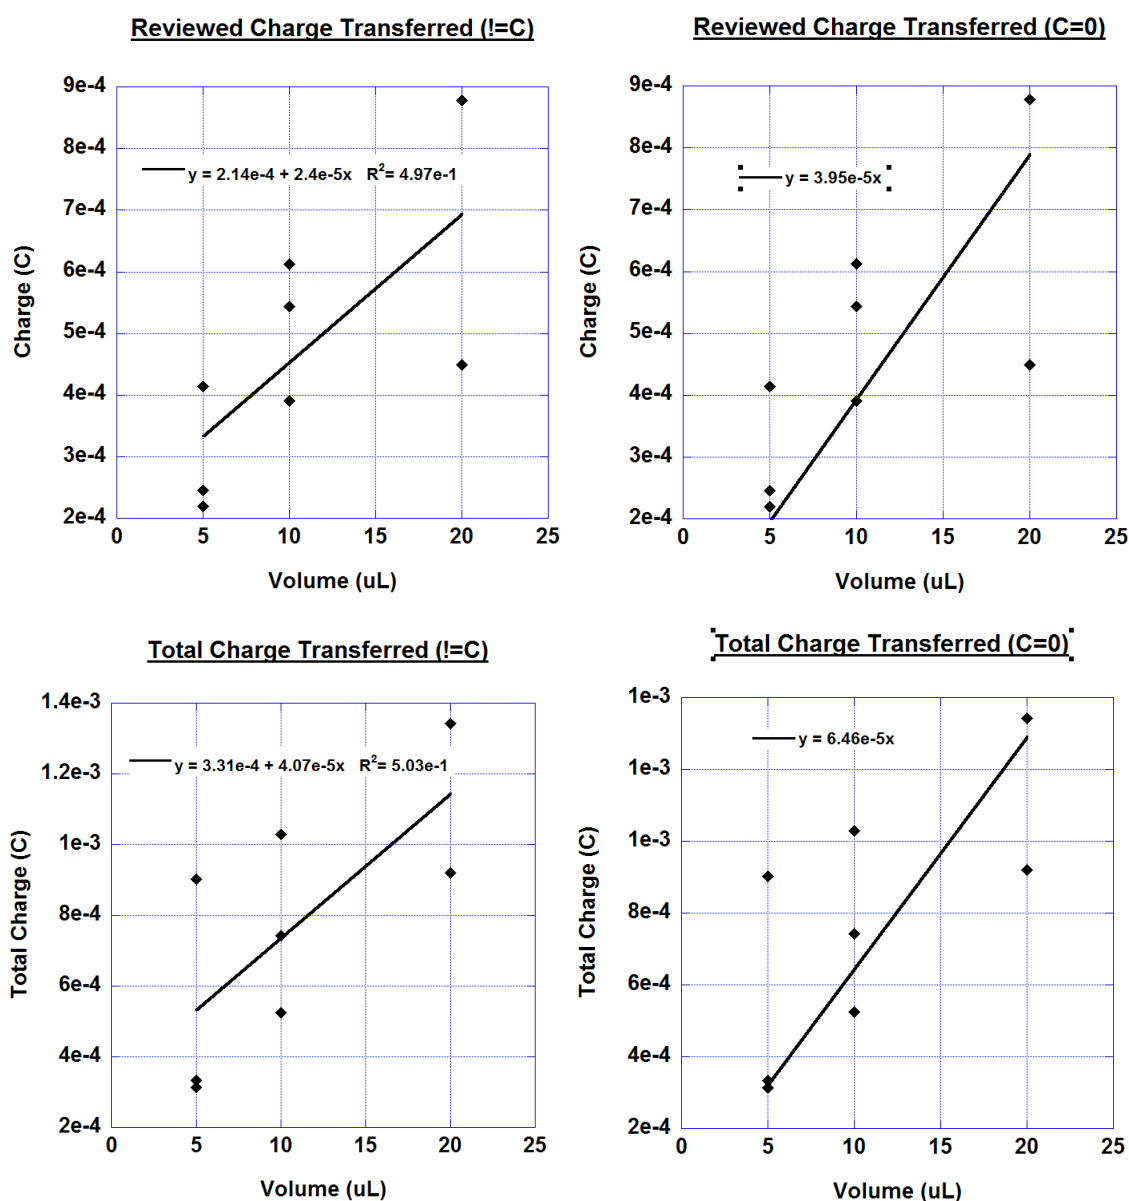 Reviewed Charge Transferred (!=C)
9e-4
8e-4
7e-4
6e-4
5e-4
4e-4
3e-4
2e-4
Charge (C)
y = 2.14e-4 + 2.4e-5x R²= 4.97e-1
0 5 10 15 20 25
Volume (uL)
Reviewed Charge Transferred (C=0)
9e-4
8e-4
7e-4
6e-4
5e-4
4e-4
3e-4
2e-4
Charge (C)
y = 3.95e-5x
0 5 10 15 20 25
Volume (uL)
Total Charge Transferred (!=C)
1.4e-3
1.2e-3
1e-3
8e-4
6e-4
4e-4
2e-4
Total Charge (C)
y = 3.31e-4 + 4.07e-5x R²= 5.03e-1
0 5 10 15 20 25
Volume (uL)
Total Charge Transferred (C=0)
1e-3
1e-3
1e-3
8e-4
6e-4
4e-4
2e-4
Total Charge (C)
y = 6.46e-5x
0 5 10 15 20 25
Volume (uL)